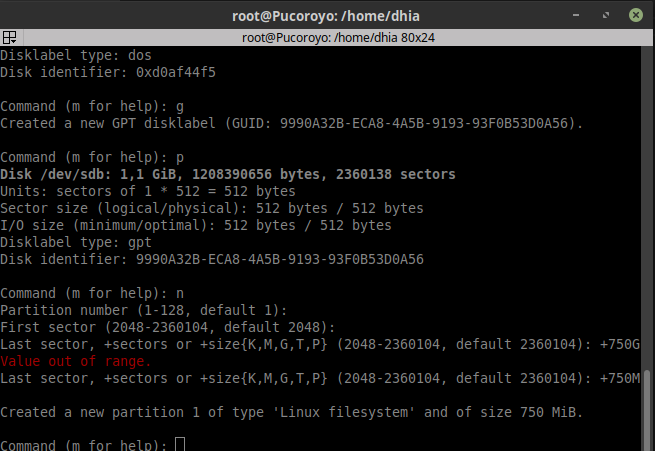 root@Pucoroyo: /home/dhia
root@Pucoroyo: /home/dhia 80x24
Disklabel type: dos
Disk identifier: 0xd0af44f5
Command (m for help): g
Created a new GPT disklabel (GUID: 9990A32B-ECA8-4A5B-9193-93F0B53D0A56).
Command (m for help): p
Disk /dev/sdb: 1,1 GiB, 1208390656 bytes, 2360138 sectors
Units: sectors of 1 * 512 = 512 bytes
Sector size (logical/physical): 512 bytes / 512 bytes
I/O size (minimum/optimal): 512 bytes / 512 bytes
Disklabel type: gpt
Disk identifier: 9990A32B-ECA8-4A5B-9193-93F0B53D0A56
Command (m for help): n
Partition number (1-128, default 1):
First sector (2048-2360104, default 2048):
Last sector, +sectors or +size{K,M,G,T,P} (2048-2360104, default 2360104): +750G
Value out of range.
Last sector, +sectors or +size{K,M,G,T,P} (2048-2360104, default 2360104): +750M
Created a new partition 1 of type 'Linux filesystem' and of size 750 MiB.
Command (m for help):